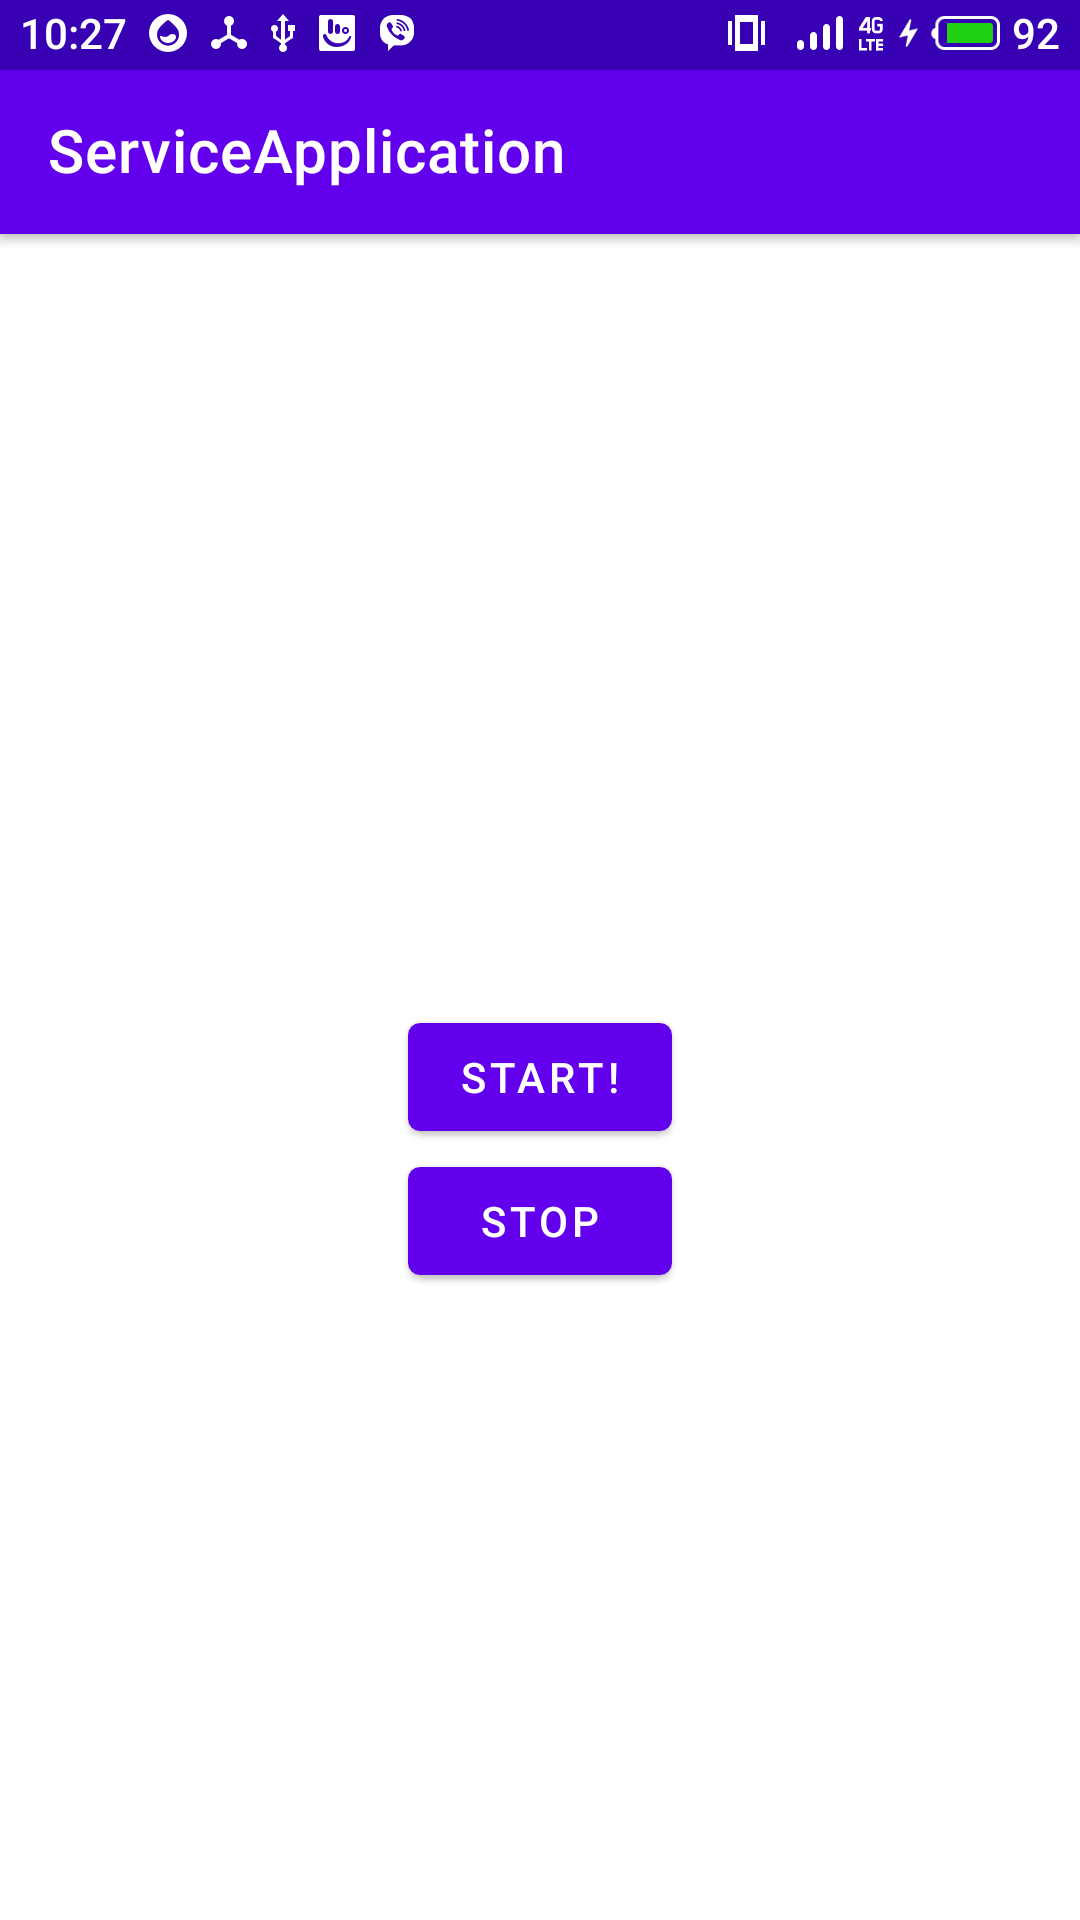 10:27 4G LTE 92
ServiceApplication
START!
STOP